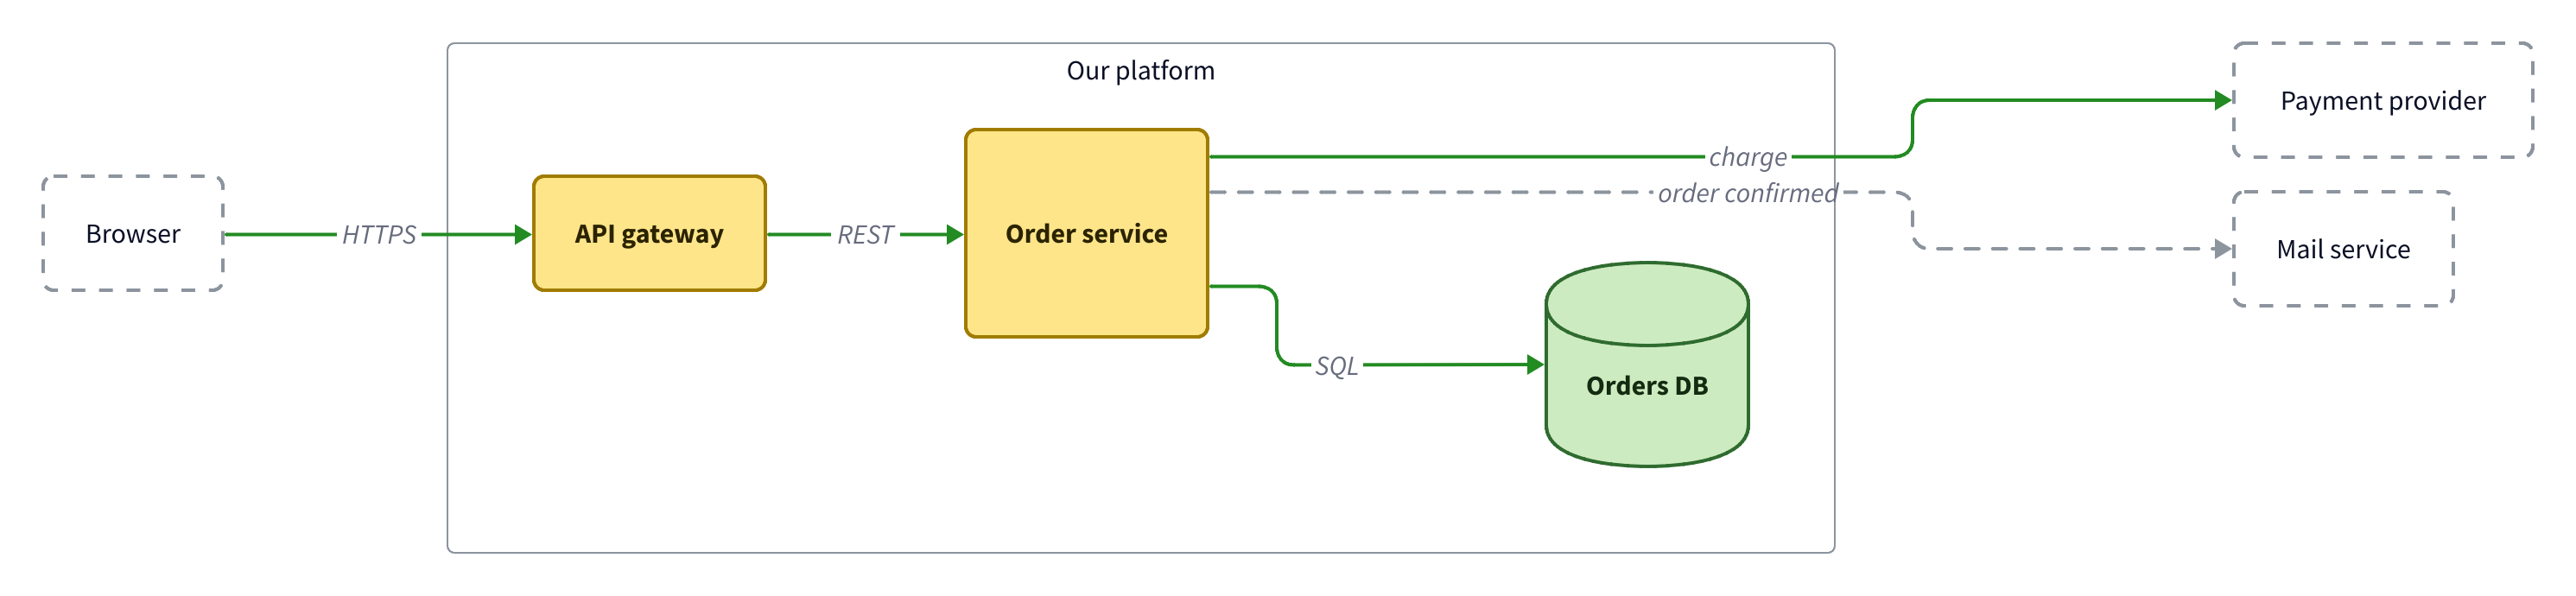 Our platform
Payment provider
charge
order confirmed
Browser
HTTPS
API gateway
REST
Order service
Mail service
SQL
Orders DB